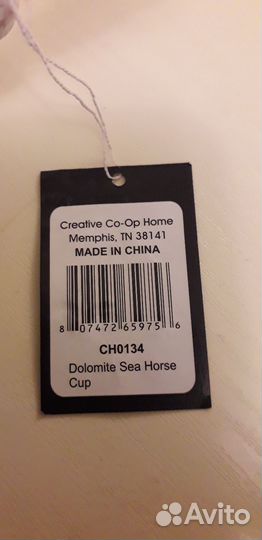 Creative Co-Op Home
Memphis, TN 38141
MADE IN CHINA
8 07472 65975 6
CH0134
Dolomite Sea Horse
Cup
Avito